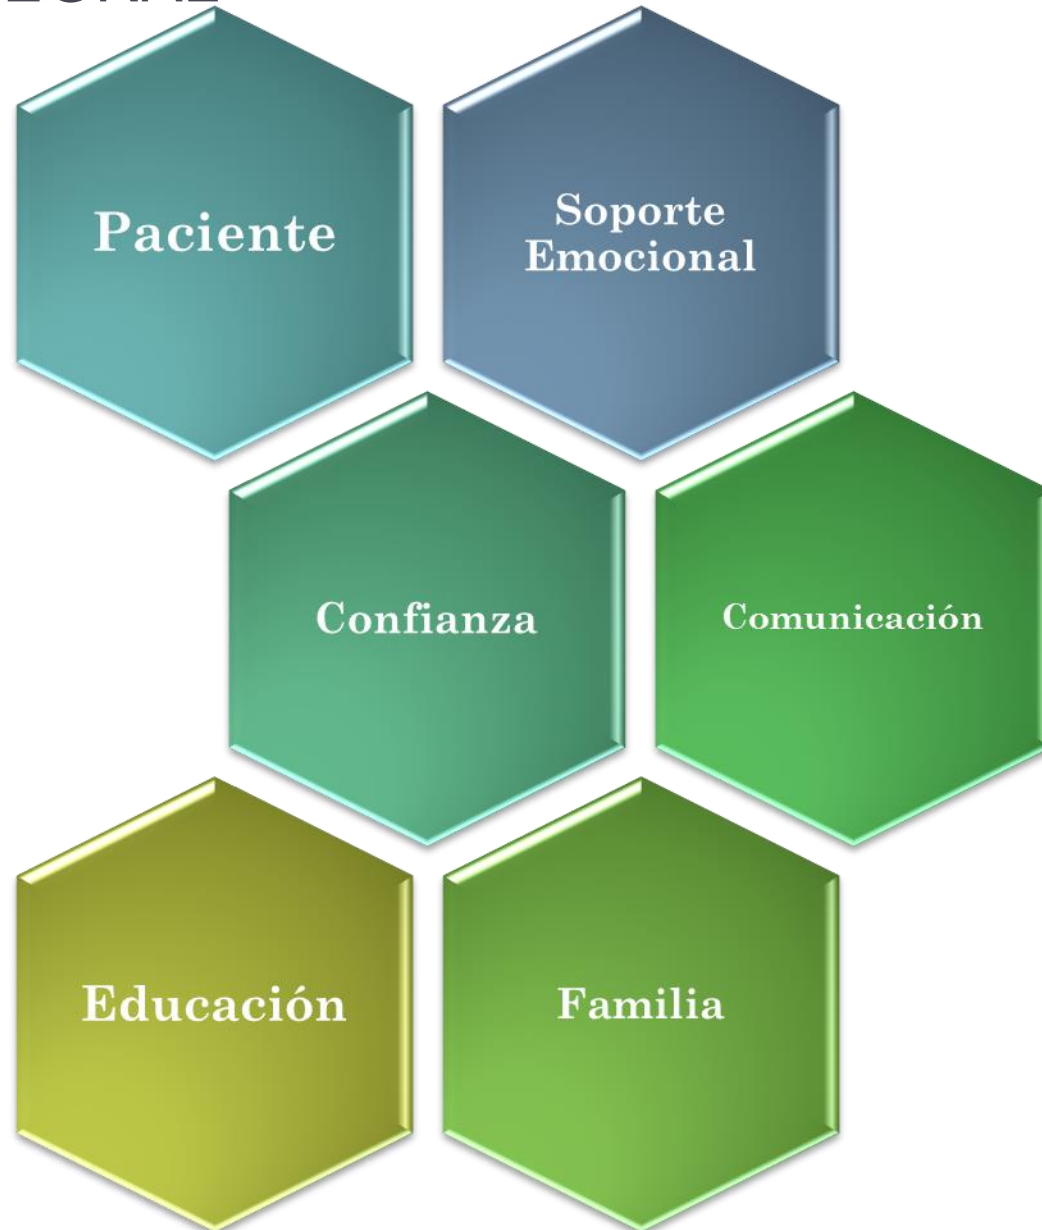 Paciente
Soporte
Emocional
Confianza
Comunicación
Educación
Familia